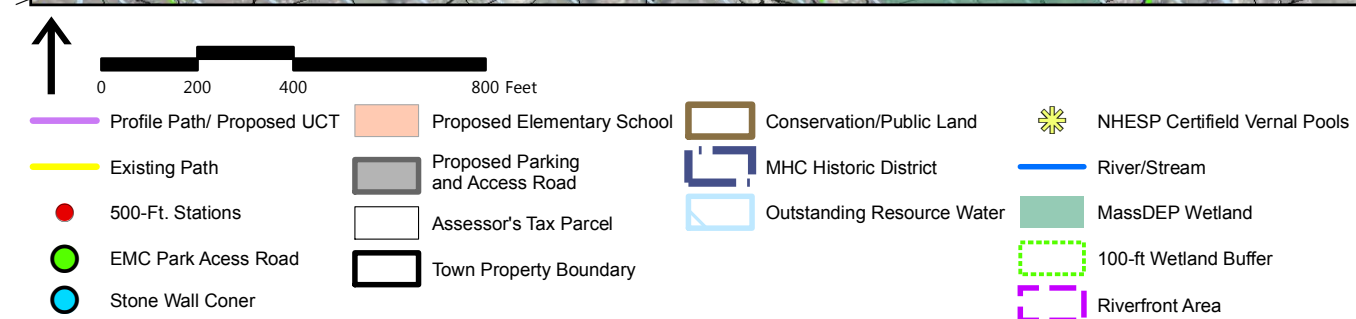 0 200 400 800 Feet
Profile Path/ Proposed UCT
Existing Path
500-Ft. Stations
EMC Park Acess Road
Stone Wall Coner
Proposed Elementary School
Proposed Parking
and Access Road
Assessor's Tax Parcel
Town Property Boundary
Conservation/Public Land
MHC Historic District
Outstanding Resource Water
NHESP Certifield Vernal Pools
River/Stream
MassDEP Wetland
100-ft Wetland Buffer
Riverfront Area